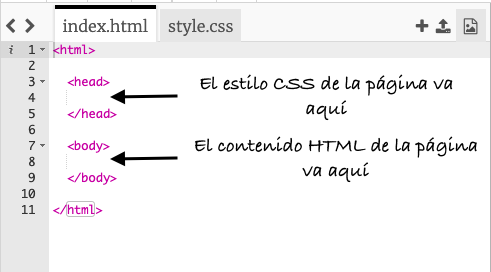 index.html style.css
i 1 <html>
2
3 <head>
4
5 </head>
6
7 <body>
8
9 </body>
10
11 </html>
El estilo CSS de la página va
aquí
El contenido HTML de la página
va aquí